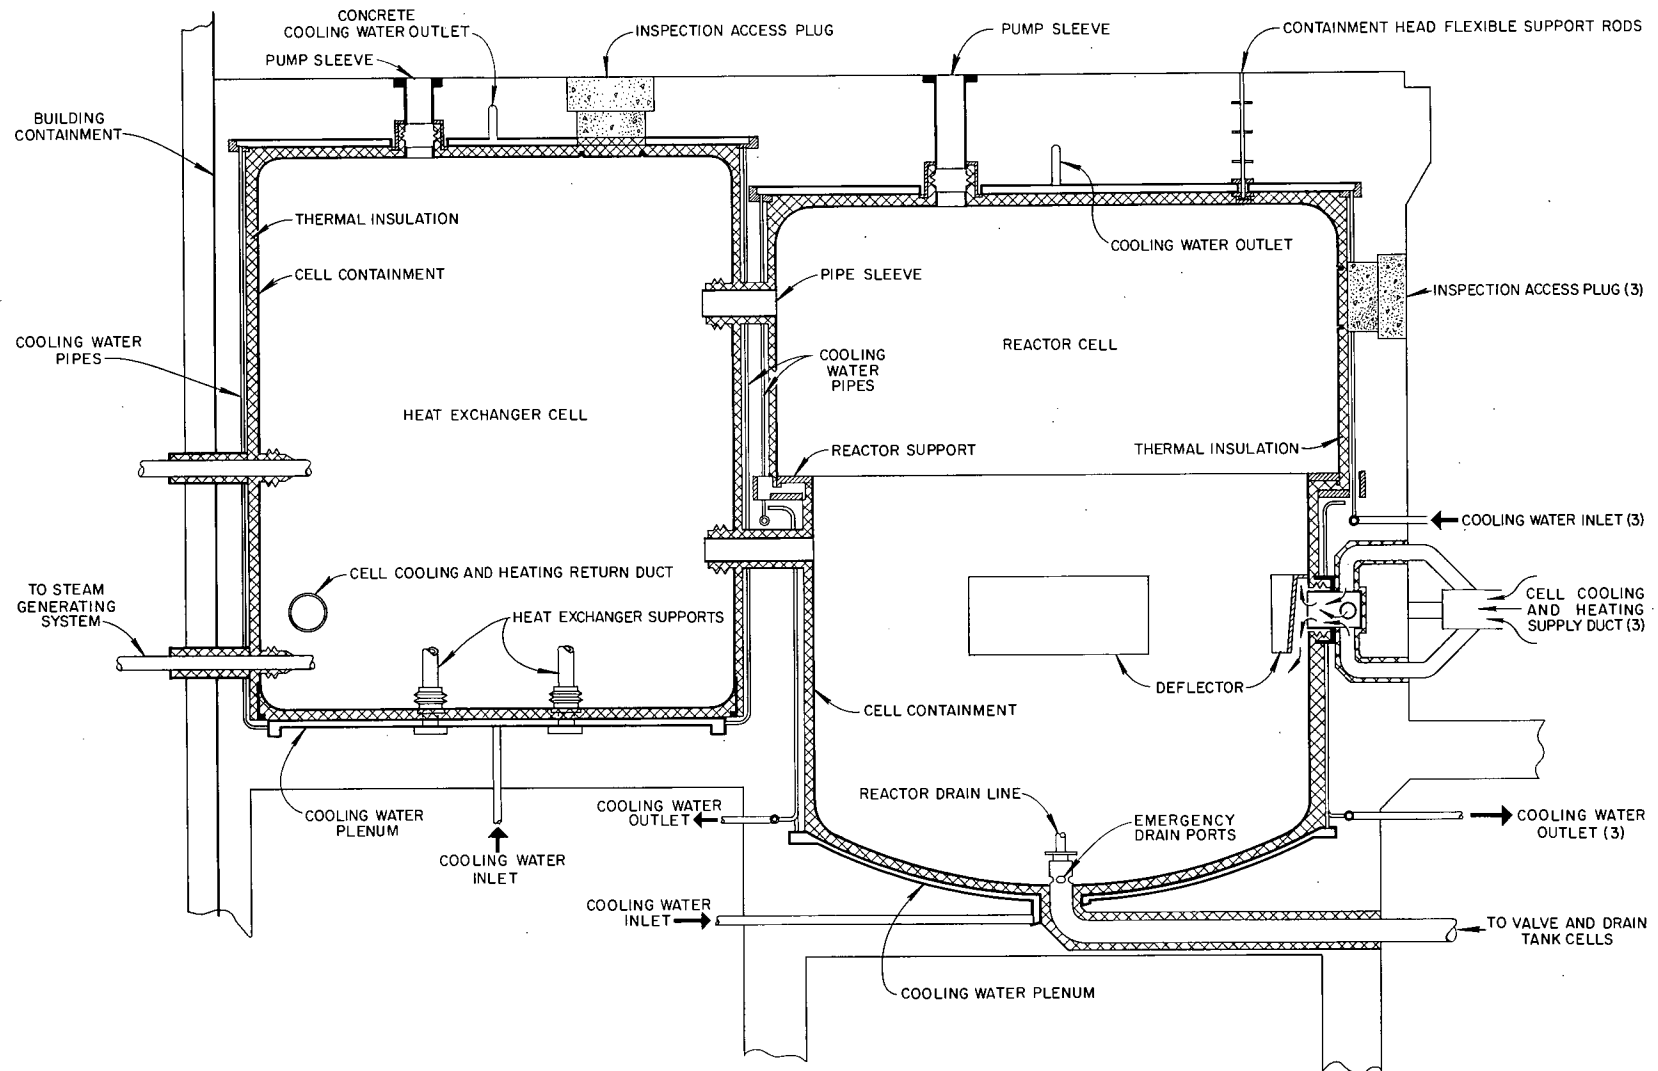 CONCRETE
COOLING WATER OUTLET
PUMP SLEEVE
INSPECTION ACCESS PLUG
PUMP SLEEVE
CONTAINMENT HEAD FLEXIBLE SUPPORT RODS
BUILDING
CONTAINMENT
THERMAL INSULATION
CELL CONTAINMENT
COOLING WATER OUTLET
PIPE SLEEVE
INSPECTION ACCESS PLUG (3)
COOLING WATER
PIPES
COOLING
WATER
PIPES
REACTOR CELL
HEAT EXCHANGER CELL
REACTOR SUPPORT
THERMAL INSULATION
COOLING WATER INLET (3)
CELL COOLING AND HEATING RETURN DUCT
TO STEAM
GENERATING
SYSTEM
HEAT EXCHANGER SUPPORTS
CELL COOLING
AND HEATING
SUPPLY DUCT (3)
DEFLECTOR
CELL CONTAINMENT
COOLING WATER
PLENUM
COOLING WATER
OUTLET
REACTOR DRAIN LINE
EMERGENCY
DRAIN PORTS
COOLING WATER
OUTLET (3)
COOLING WATER
INLET
COOLING WATER
INLET
TO VALVE AND DRAIN
TANK CELLS
COOLING WATER PLENUM